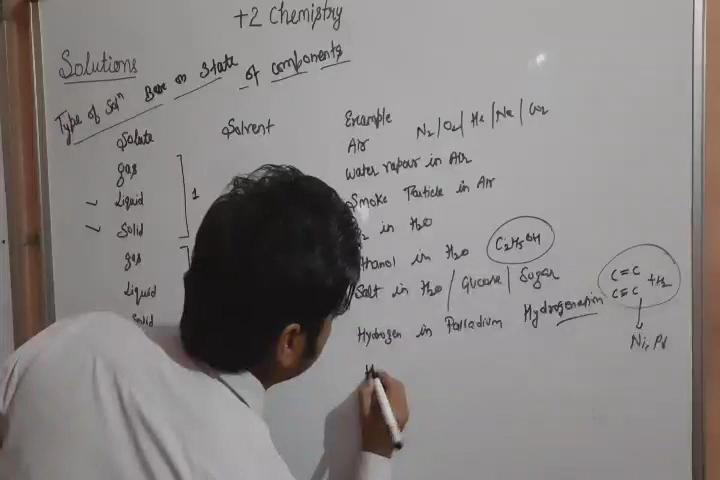 +2 Chemistry
Solutions
Type of Solⁿ Base on State of components
Solute Solvent Example
gas Air N2/O2/He/Ne/CO2
Liquid 1 Water vapour in Air
Solid Smoke Particle in Air
gas 2 in H2O
Liquid thanol in H2O C2H5OH
Solid Salt in H2O / Glucose / Sugar
Hydrogen in Palladium Hydrogenation C=C C≡C +H2
Ni, Pd
H